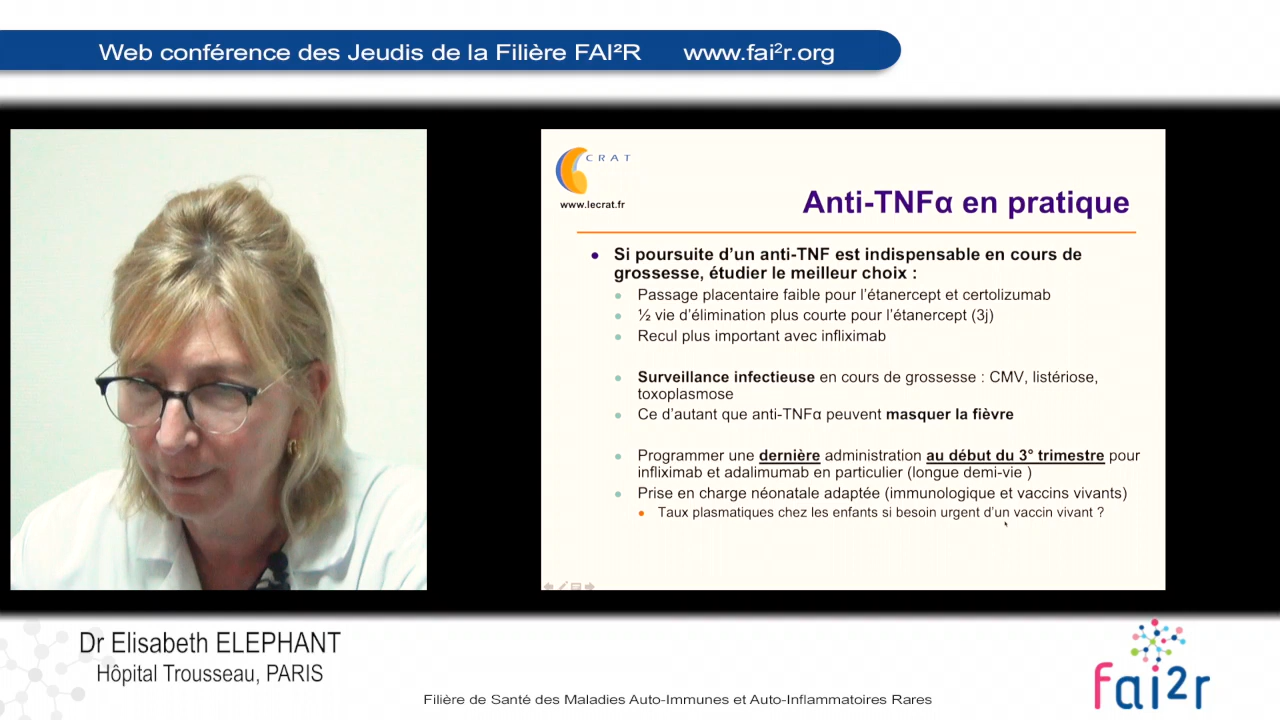 Web conférence des Jeudis de la Filière FAI²R www.fai²r.org
CRAT
www.lecrat.fr
Anti-TNFα en pratique
• Si poursuite d’un anti-TNF est indispensable en cours de
grossesse, étudier le meilleur choix :
• Passage placentaire faible pour l’étanercept et certolizumab
• ½ vie d’élimination plus courte pour l’étanercept (3j)
• Recul plus important avec infliximab
• Surveillance infectieuse en cours de grossesse : CMV, listériose,
toxoplasmose
• Ce d’autant que anti-TNFα peuvent masquer la fièvre
• Programmer une dernière administration au début du 3° trimestre pour
infliximab et adalimumab en particulier (longue demi-vie )
• Prise en charge néonatale adaptée (immunologique et vaccins vivants)
• Taux plasmatiques chez les enfants si besoin urgent d’un vaccin vivant ?
Dr Elisabeth ELEPHANT
Hôpital Trousseau, PARIS
fai2r
Filière de Santé des Maladies Auto-Immunes et Auto-Inflammatoires Rares